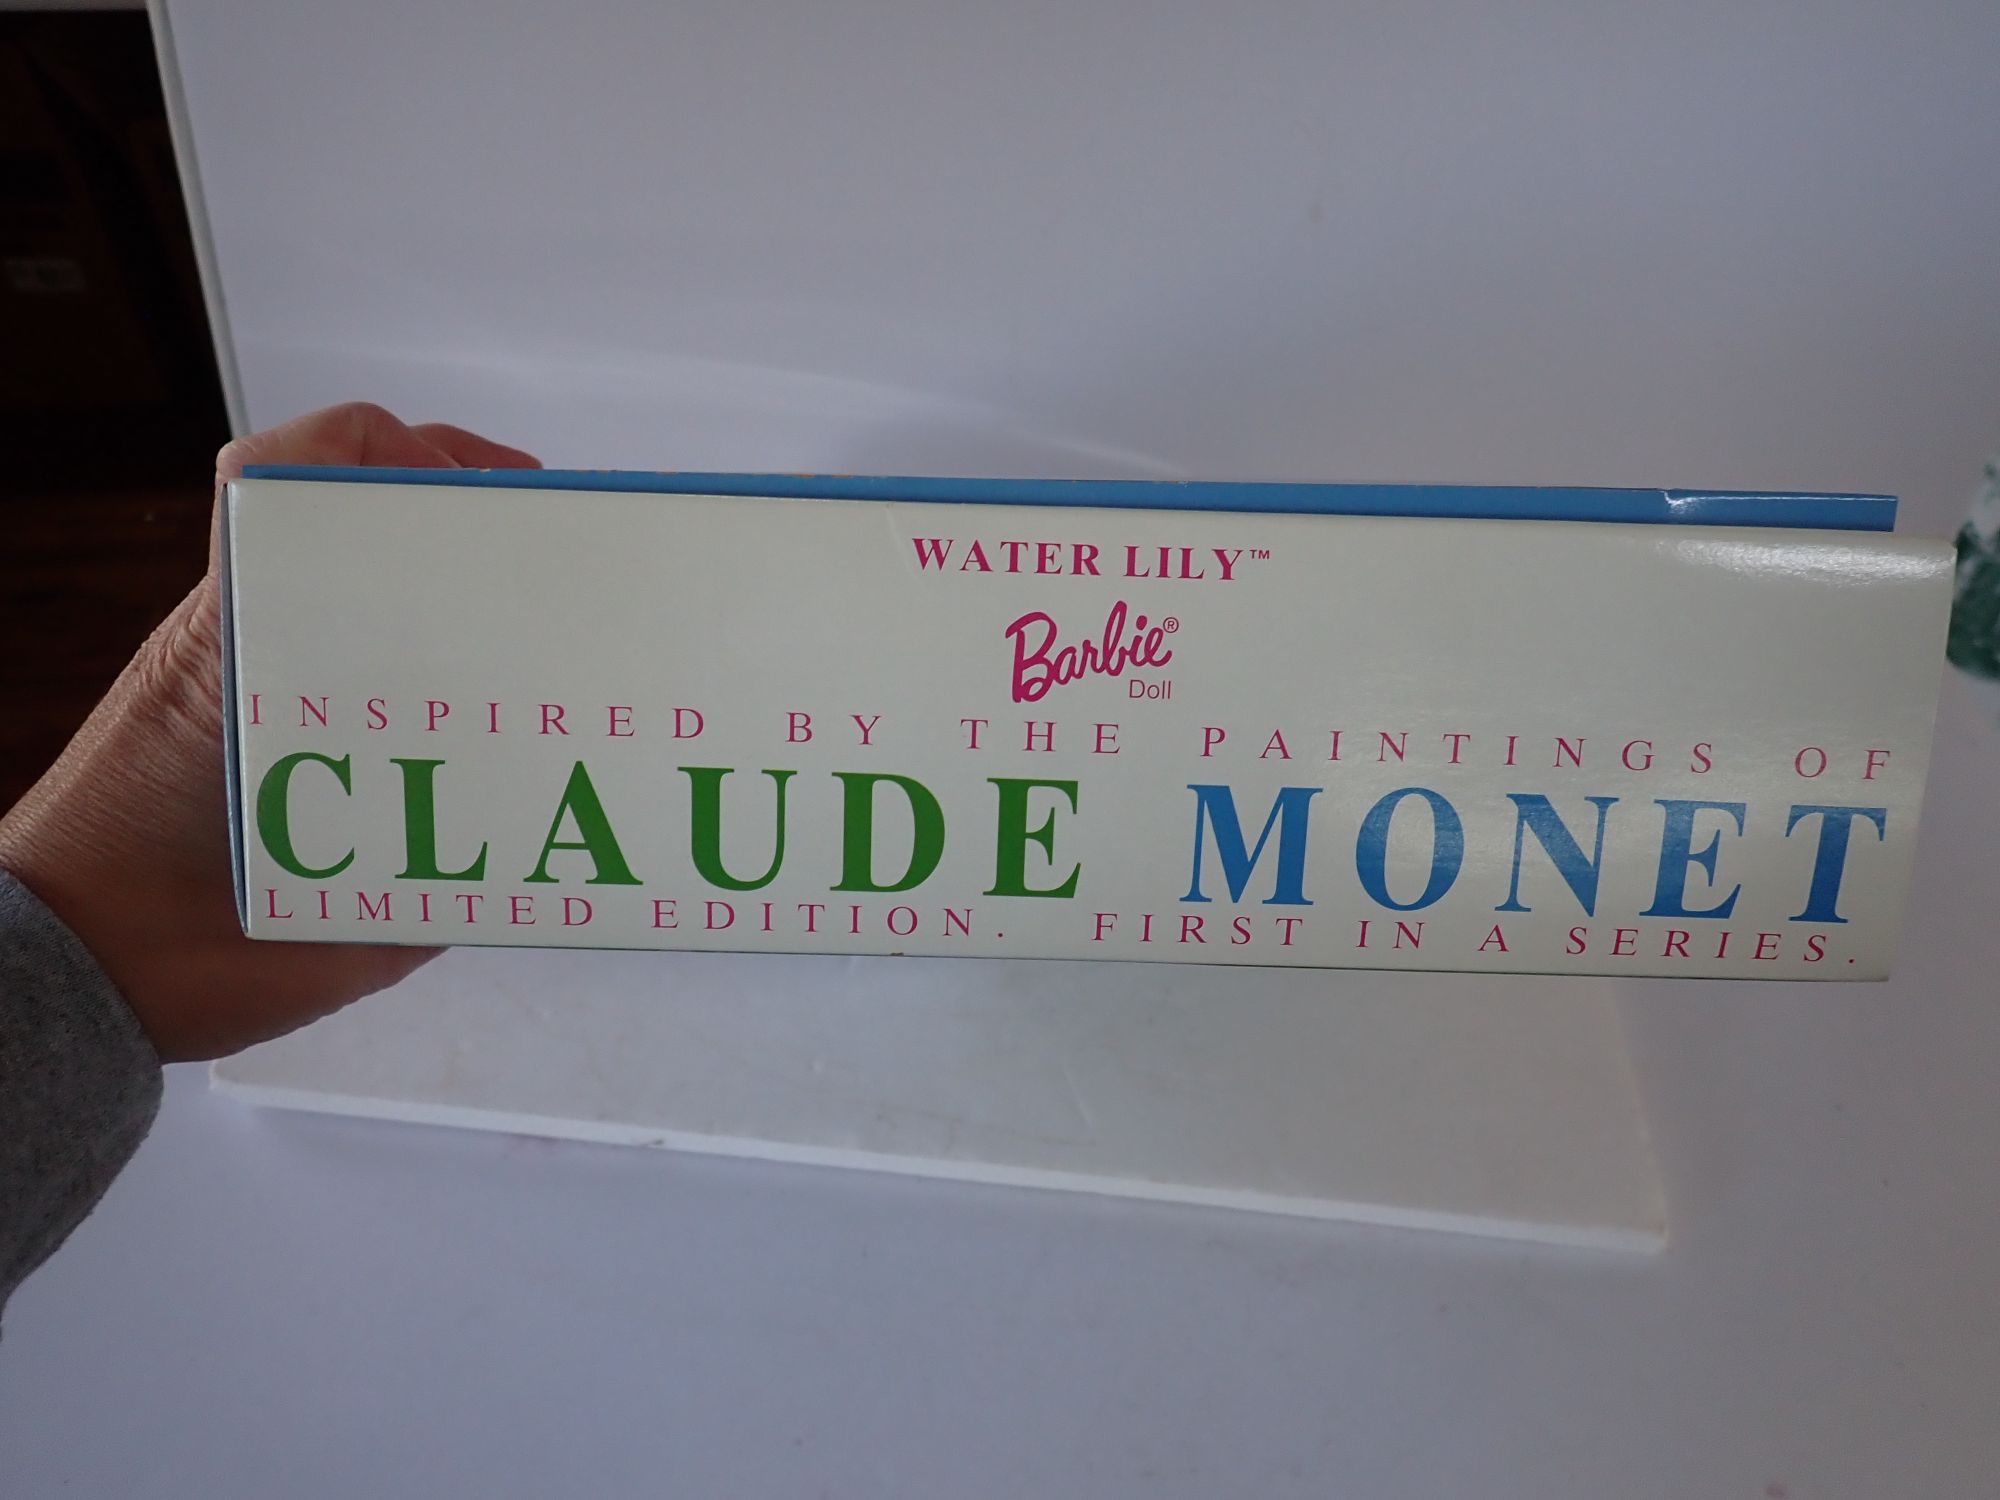 WATER LILY™
Barbie®
Doll
INSPIRED BY THE PAINTINGS OF
CLAUDE MONET
LIMITED EDITION. FIRST IN A SERIES.